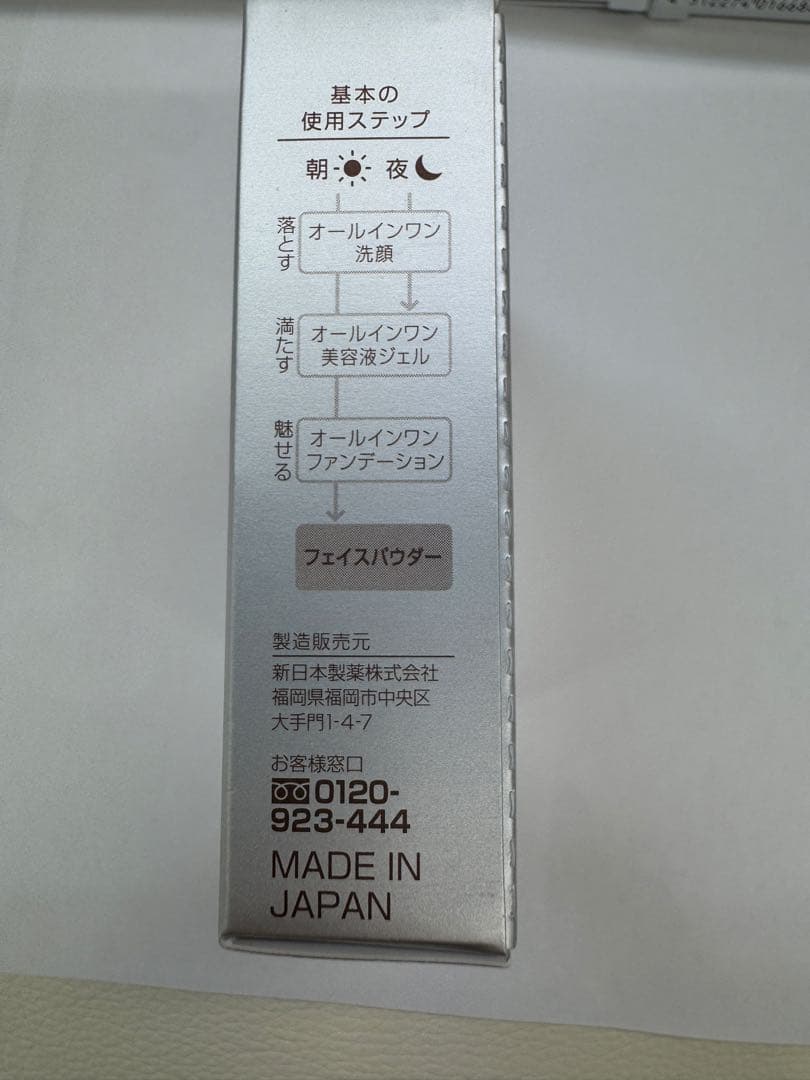 基本の
使用ステップ
朝 夜
落とす
オールインワン
洗顔
満たす
オールインワン
美容液ジェル
魅せる
オールインワン
ファンデーション
フェイスパウダー
製造販売元
新日本製薬株式会社
福岡県福岡市中央区
大手門1-4-7
お客様窓口
0120-
923-444
MADE IN
JAPAN